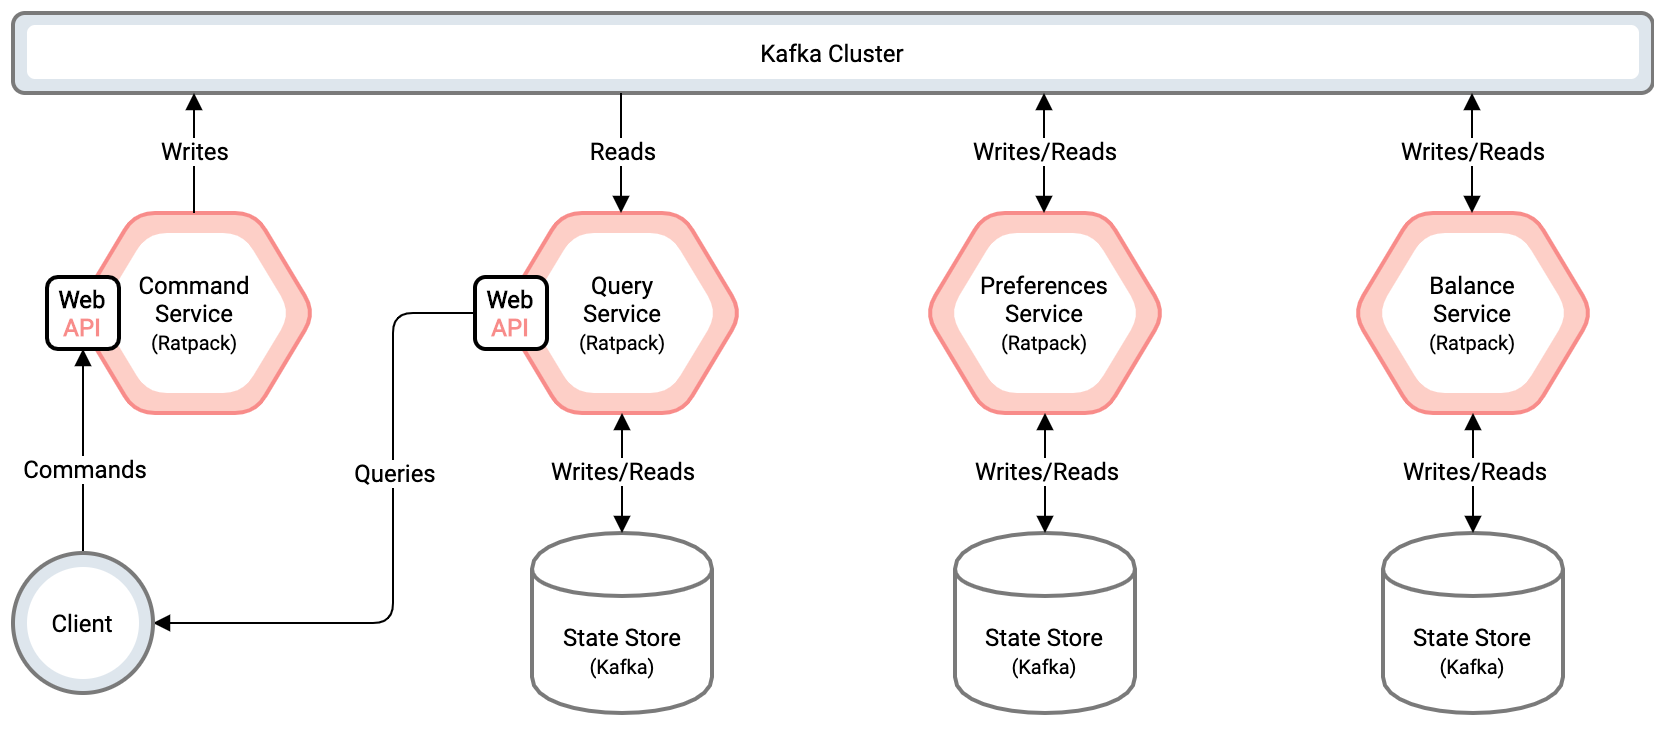 Kafka Cluster
Writes
Reads
Writes/Reads
Writes/Reads
Web
API
Command
Service
(Ratpack)
Web
API
Query
Service
(Ratpack)
Preferences
Service
(Ratpack)
Balance
Service
(Ratpack)
Commands
Queries
Writes/Reads
Writes/Reads
Writes/Reads
Client
State Store
(Kafka)
State Store
(Kafka)
State Store
(Kafka)